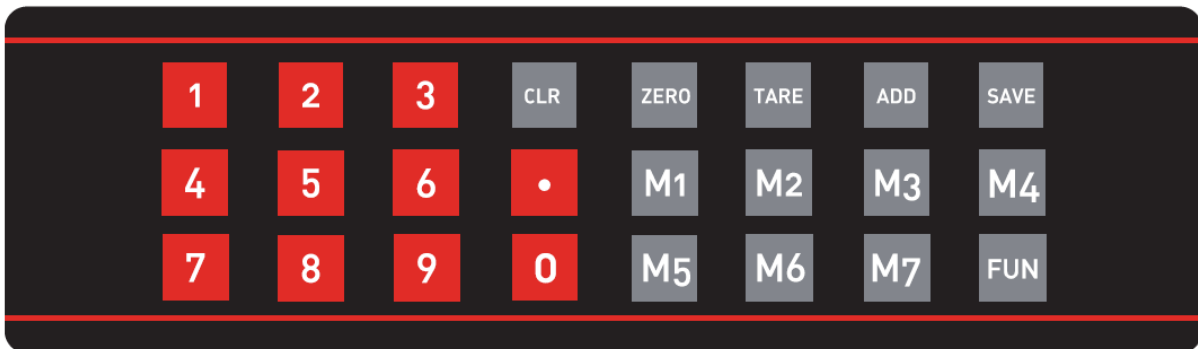 1 2 3 CLR ZERO TARE ADD SAVE
4 5 6 • M1 M2 M3 M4
7 8 9 0 M5 M6 M7 FUN